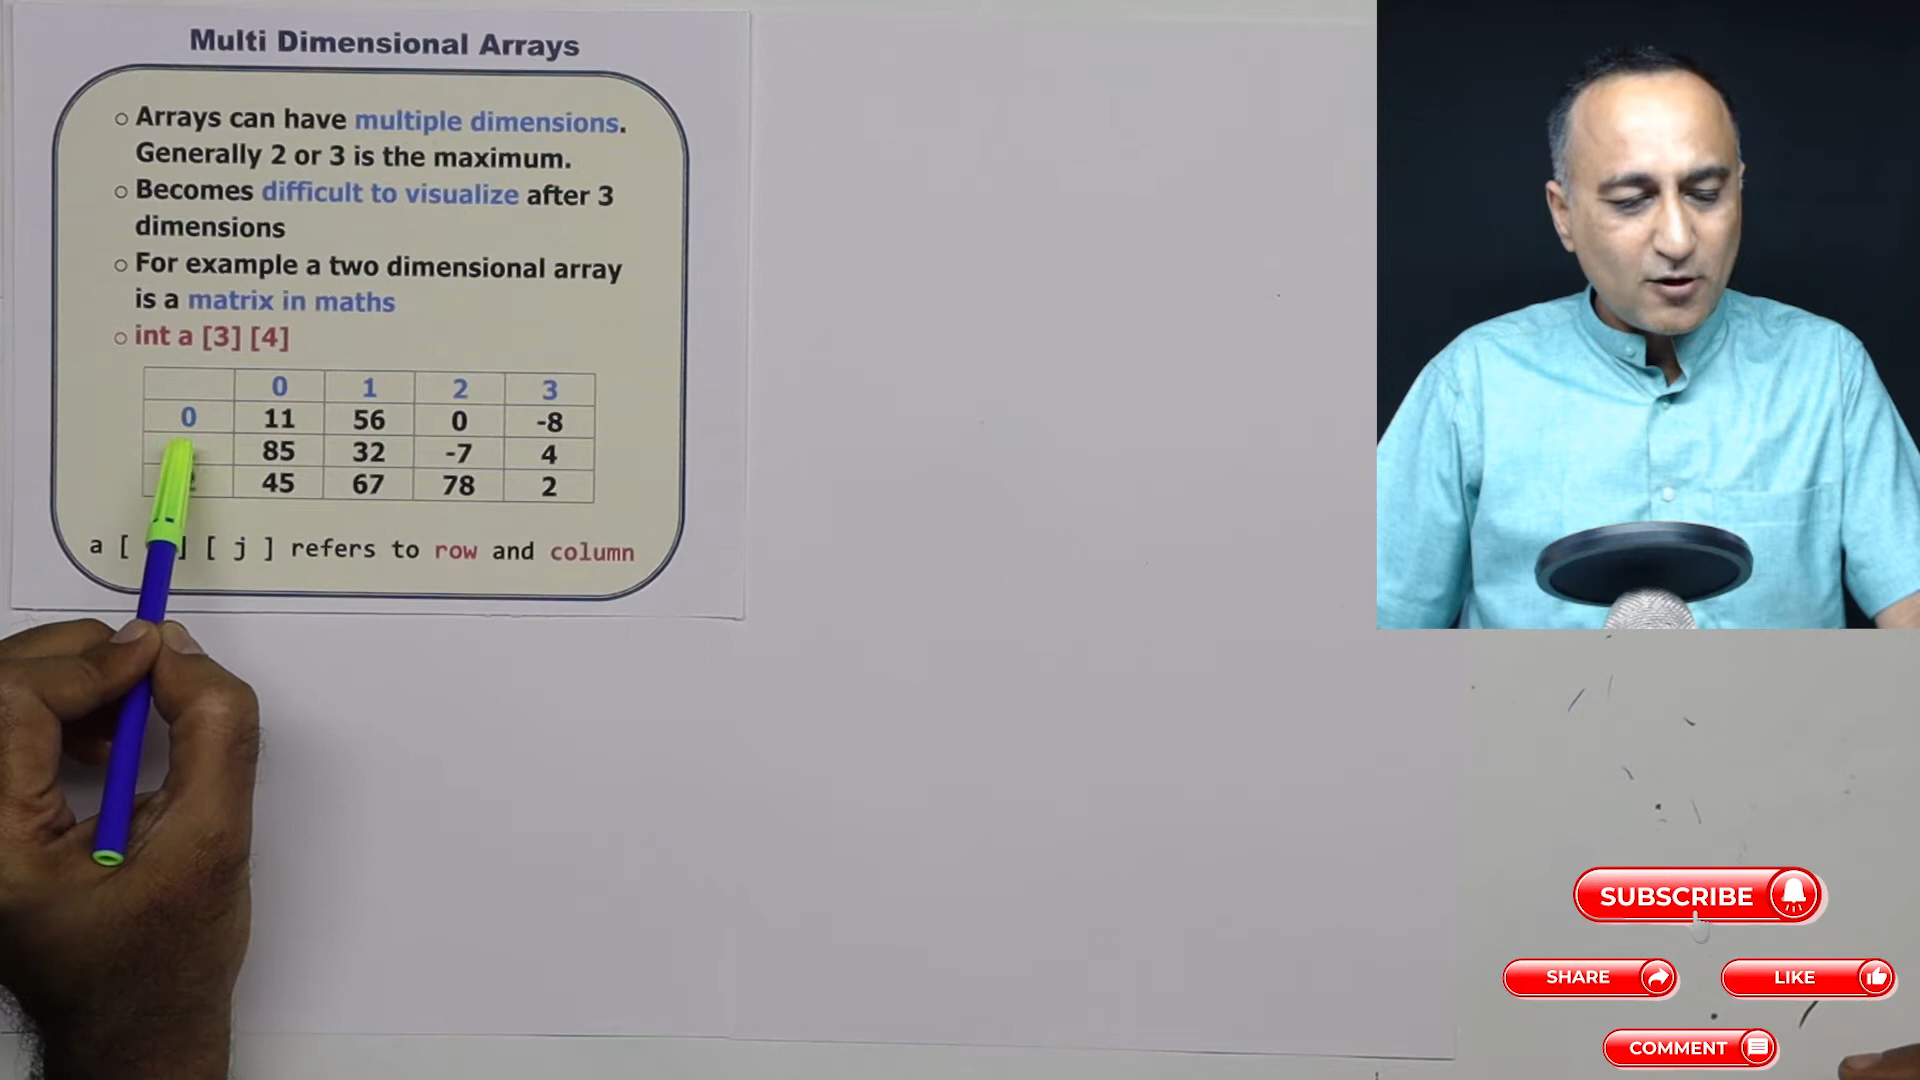 Multi Dimensional Arrays
Arrays can have multiple dimensions.
Generally 2 or 3 is the maximum.
Becomes difficult to visualize after 3
dimensions
For example a two dimensional array
is a matrix in maths
int a [3] [4]
0 1 2 3
0 11 56 0 -8
85 32 -7 4
45 67 78 2
a [ ] [ j ] refers to row and column
SUBSCRIBE
SHARE
LIKE
COMMENT